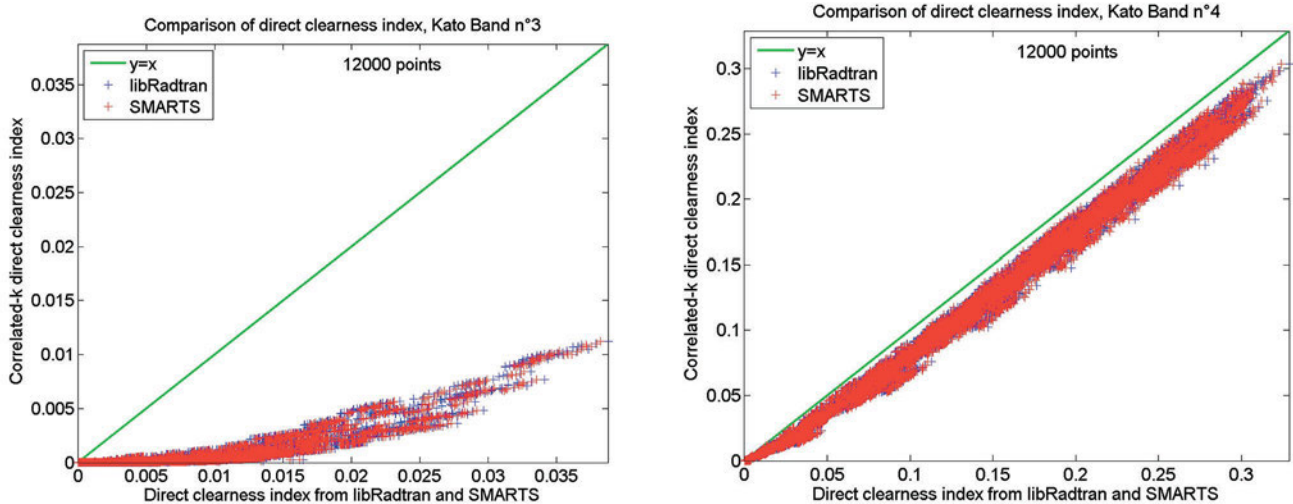 Comparison of direct clearness index, Kato Band n°3
y=x
libRadtran
SMARTS
12000 points
0.035
0.03
0.025
0.02
0.015
0.01
0.005
0
Correlated-k direct clearness index
0 0.005 0.01 0.015 0.02 0.025 0.03 0.035
Direct clearness index from libRadtran and SMARTS
Comparison of direct clearness index, Kato Band n°4
y=x
libRadtran
SMARTS
12000 points
0.3
0.25
0.2
0.15
0.1
0.05
0
Correlated-k direct clearness index
0 0.05 0.1 0.15 0.2 0.25 0.3
Direct clearness index from libRadtran and SMARTS